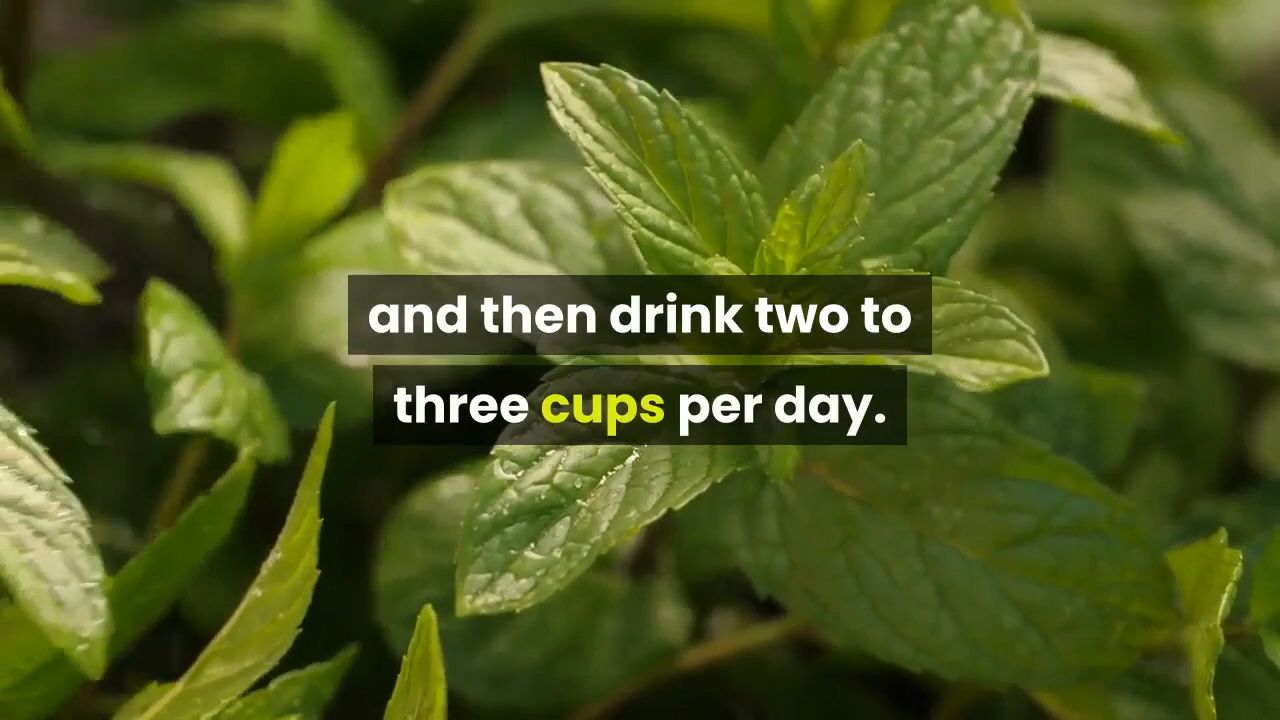 and then drink two to
three cups per day.